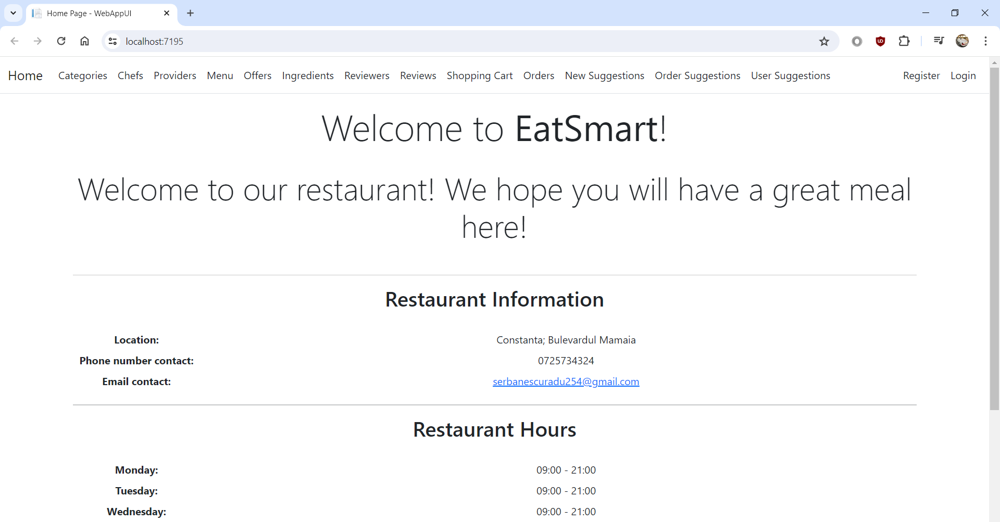 Home Page - WebAppUI
localhost:7195
Home Categories Chefs Providers Menu Offers Ingredients Reviewers Reviews Shopping Cart Orders New Suggestions Order Suggestions User Suggestions Register Login
Welcome to EatSmart!
Welcome to our restaurant! We hope you will have a great meal
here!
Restaurant Information
Location: Constanta; Bulevardul Mamaia
Phone number contact: 0725734324
Email contact: serbanescuradu254@gmail.com
Restaurant Hours
Monday: 09:00 - 21:00
Tuesday: 09:00 - 21:00
Wednesday: 09:00 - 21:00